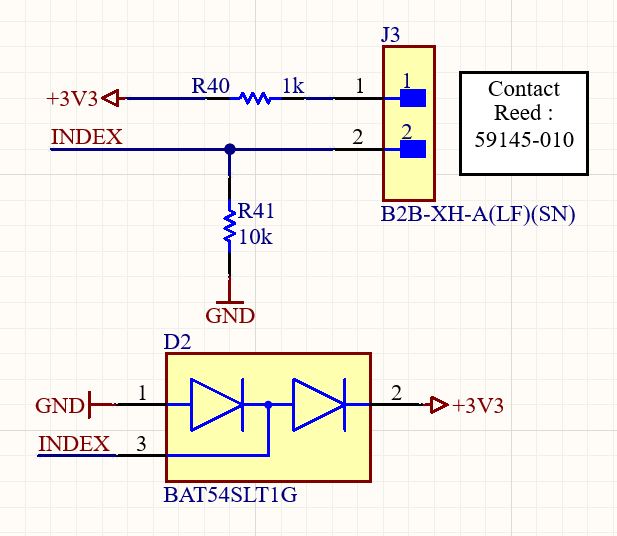 J3
R40 1k 1 1
+3V3
INDEX 2 2
Contact
Reed :
59145-010
R41
10k
B2B-XH-A(LF)(SN)
GND
D2
GND 1 2 +3V3
INDEX 3
BAT54SLT1G